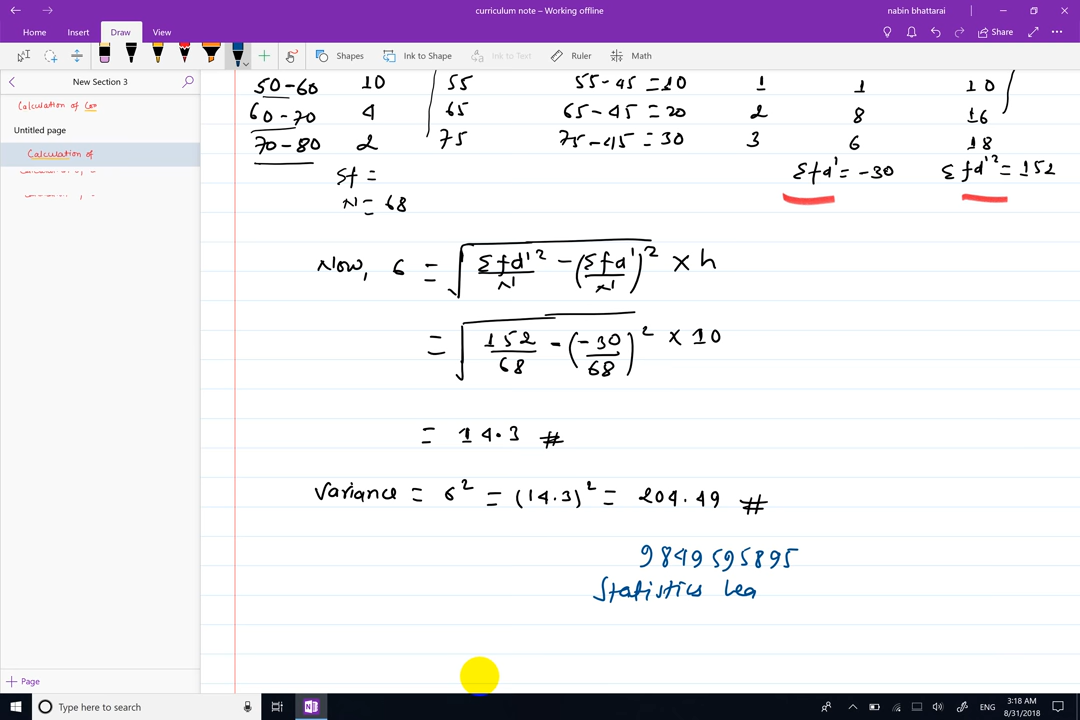 curriculum note – Working offline
nabin bhattarai
Home Insert Draw View
Share
Shapes Ink to Shape Ink to Text Ruler Math
New Section 3
Calculation of
Untitled page
Calculation of
50-60 10 55 55-45 = 10 1 1 10
60-70 4 65 65-45 = 20 2 8 16
70-80 2 75 75-45 = 30 3 6 18
Σf =
N = 68
Σfd' = -30 Σfd'² = 152
Now, σ = √Σfd'²/N - (Σfd'/N)² × h
= √152/68 - (-30/68)² × 10
= 14.3 #
Variance = σ² = (14.3)² = 204.49 #
9849595895
Statistics Lea
+ Page
Type here to search
3:18 AM
8/31/2018